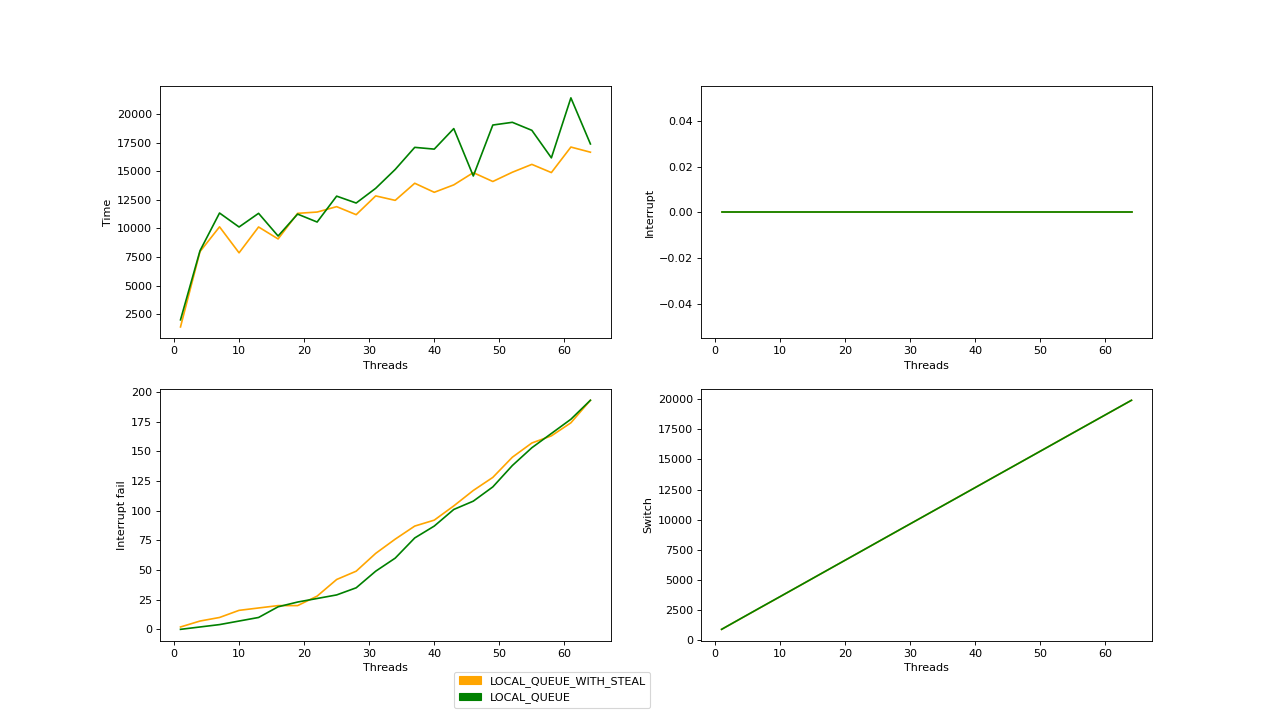 20000
17500
15000
12500
10000
7500
5000
2500
Time
0 10 20 30 40 50 60
Threads
0.04
0.02
0.00
−0.02
−0.04
Interrupt
0 10 20 30 40 50 60
Threads
200
175
150
125
100
75
50
25
0
Interrupt fail
0 10 20 30 40 50 60
Threads
20000
17500
15000
12500
10000
7500
5000
2500
0
Switch
0 10 20 30 40 50 60
Threads
LOCAL_QUEUE_WITH_STEAL
LOCAL_QUEUE